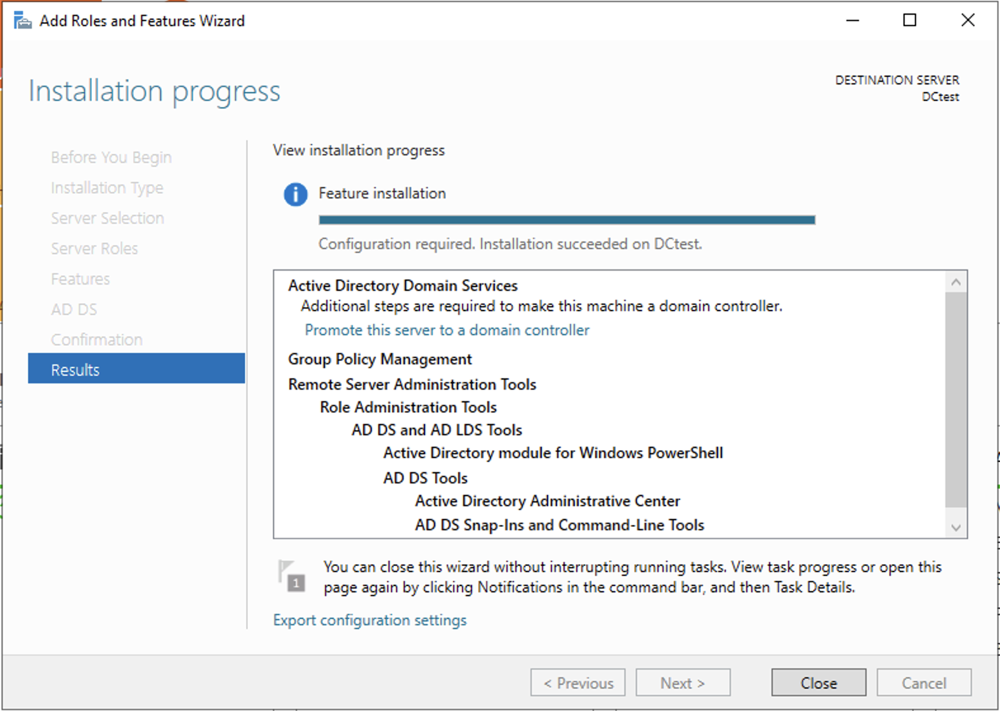 Add Roles and Features Wizard
Installation progress
DESTINATION SERVER
DCtest
Before You Begin
Installation Type
Server Selection
Server Roles
Features
AD DS
Confirmation
Results
View installation progress
Feature installation
Configuration required. Installation succeeded on DCtest.
Active Directory Domain Services
Additional steps are required to make this machine a domain controller.
Promote this server to a domain controller
Group Policy Management
Remote Server Administration Tools
Role Administration Tools
AD DS and AD LDS Tools
Active Directory module for Windows PowerShell
AD DS Tools
Active Directory Administrative Center
AD DS Snap-Ins and Command-Line Tools
1
You can close this wizard without interrupting running tasks. View task progress or open this
page again by clicking Notifications in the command bar, and then Task Details.
Export configuration settings
< Previous
Next >
Close
Cancel